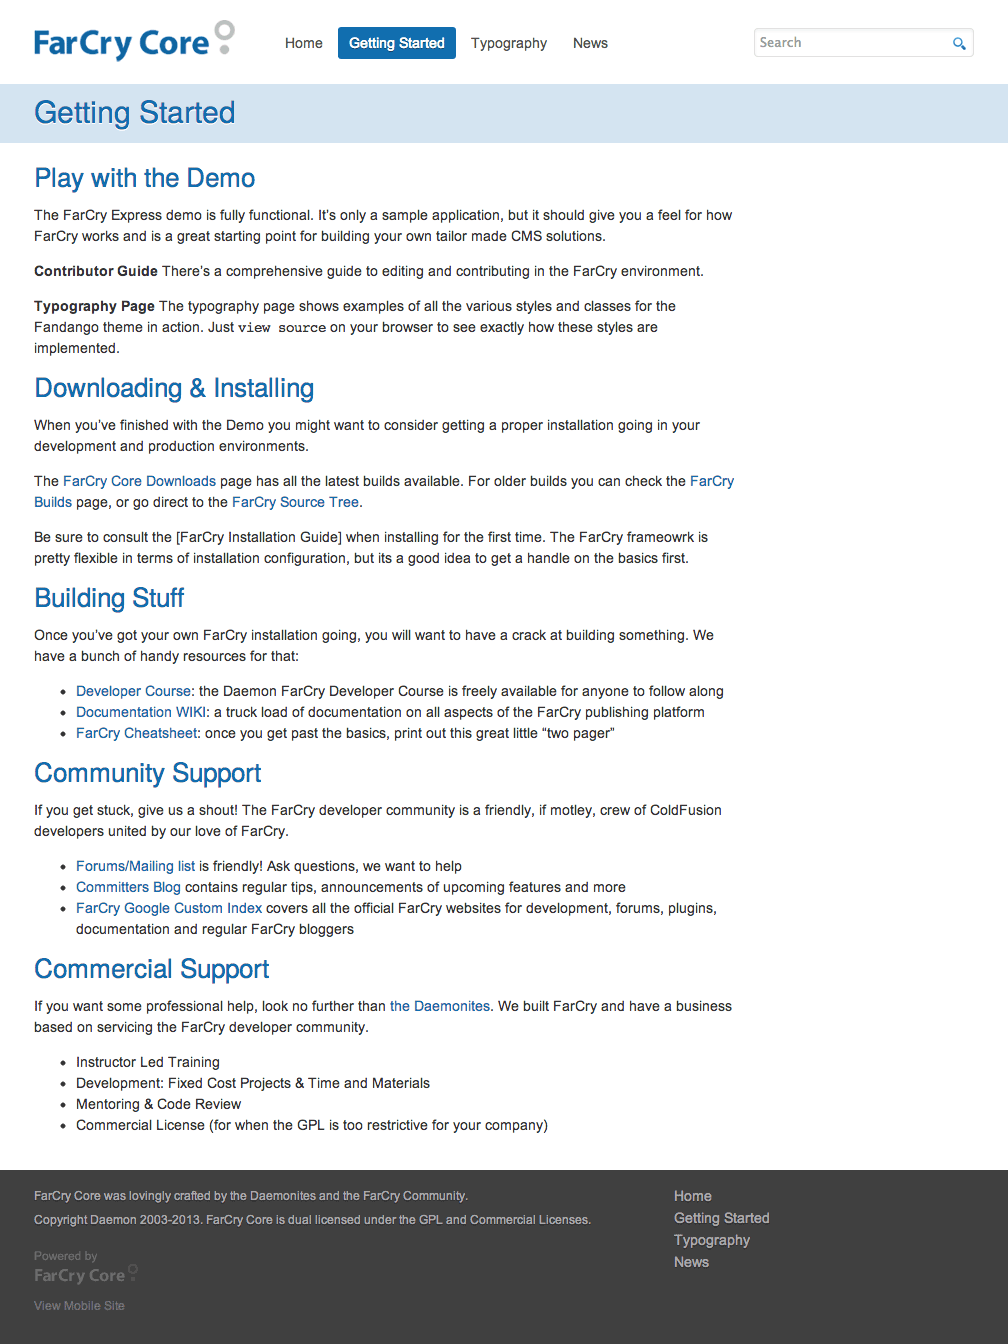 FarCry Core
Home
Getting Started
Typography
News
Search
Getting Started
Play with the Demo
The FarCry Express demo is fully functional. It's only a sample application, but it should give you a feel for how
FarCry works and is a great starting point for building your own tailor made CMS solutions.
Contributor Guide There's a comprehensive guide to editing and contributing in the FarCry environment.
Typography Page The typography page shows examples of all the various styles and classes for the
Fandango theme in action. Just view source on your browser to see exactly how these styles are
implemented.
Downloading & Installing
When you've finished with the Demo you might want to consider getting a proper installation going in your
development and production environments.
The FarCry Core Downloads page has all the latest builds available. For older builds you can check the FarCry
Builds page, or go direct to the FarCry Source Tree.
Be sure to consult the [FarCry Installation Guide] when installing for the first time. The FarCry frameowrk is
pretty flexible in terms of installation configuration, but its a good idea to get a handle on the basics first.
Building Stuff
Once you've got your own FarCry installation going, you will want to have a crack at building something. We
have a bunch of handy resources for that:
• Developer Course: the Daemon FarCry Developer Course is freely available for anyone to follow along
• Documentation WIKI: a truck load of documentation on all aspects of the FarCry publishing platform
• FarCry Cheatsheet: once you get past the basics, print out this great little “two pager”
Community Support
If you get stuck, give us a shout! The FarCry developer community is a friendly, if motley, crew of ColdFusion
developers united by our love of FarCry.
• Forums/Mailing list is friendly! Ask questions, we want to help
• Committers Blog contains regular tips, announcements of upcoming features and more
• FarCry Google Custom Index covers all the official FarCry websites for development, forums, plugins,
documentation and regular FarCry bloggers
Commercial Support
If you want some professional help, look no further than the Daemonites. We built FarCry and have a business
based on servicing the FarCry developer community.
• Instructor Led Training
• Development: Fixed Cost Projects & Time and Materials
• Mentoring & Code Review
• Commercial License (for when the GPL is too restrictive for your company)
FarCry Core was lovingly crafted by the Daemonites and the FarCry Community.
Copyright Daemon 2003-2013. FarCry Core is dual licensed under the GPL and Commercial Licenses.
Powered by
FarCry Core
View Mobile Site
Home
Getting Started
Typography
News